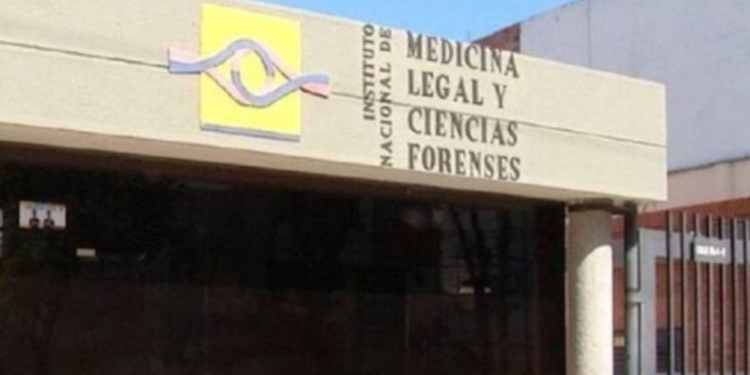 INSTITUTO
NACIONAL DE
MEDICINA
LEGAL Y
CIENCIAS
FORENSES